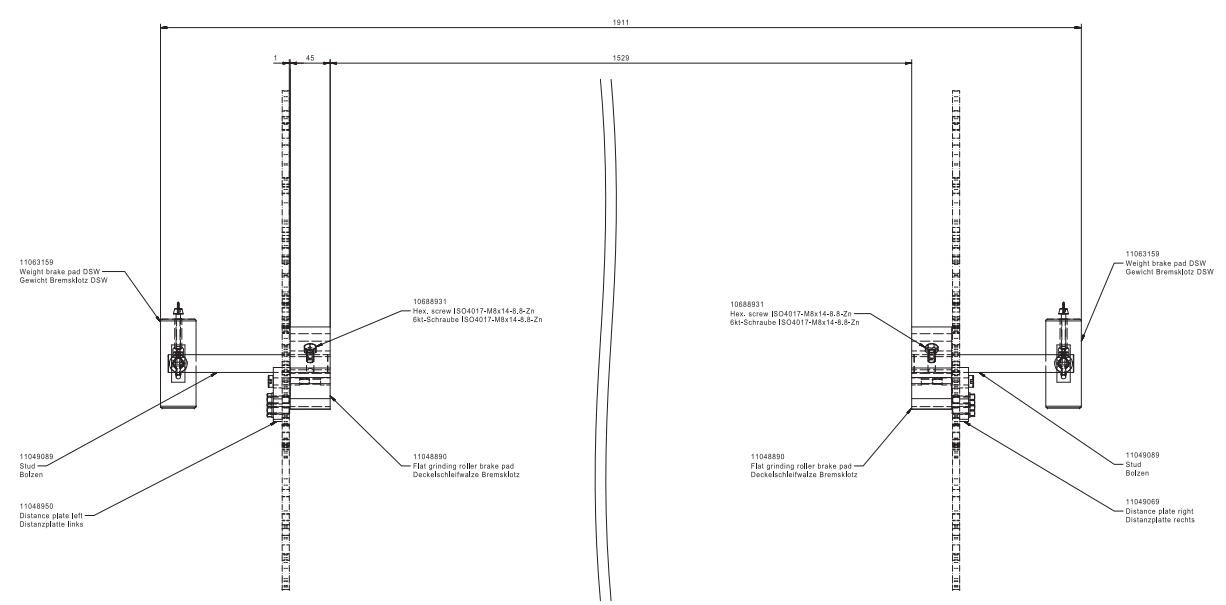 1911
1
45
1529
11063159
Weight brake pad DSW
Gewicht Bremsklotz DSW
11063159
Weight brake pad DSW
Gewicht Bremsklotz DSW
10688931
Hex. screw ISO4017-M8x14-8.8-Zn
6kt-Schraube ISO4017-M8x14-8.8-Zn
10688931
Hex. screw ISO4017-M8x14-8.8-Zn
6kt-Schraube ISO4017-M8x14-8.8-Zn
11049089
Stud
Bolzen
11048890
Flat grinding roller brake pad
Deckelschleifwalze Bremsklotz
11048890
Flat grinding roller brake pad
Deckelschleifwalze Bremsklotz
11049089
Stud
Bolzen
11048950
Distance plate left
Distanzplatte links
11049069
Distance plate right
Distanzplatte rechts